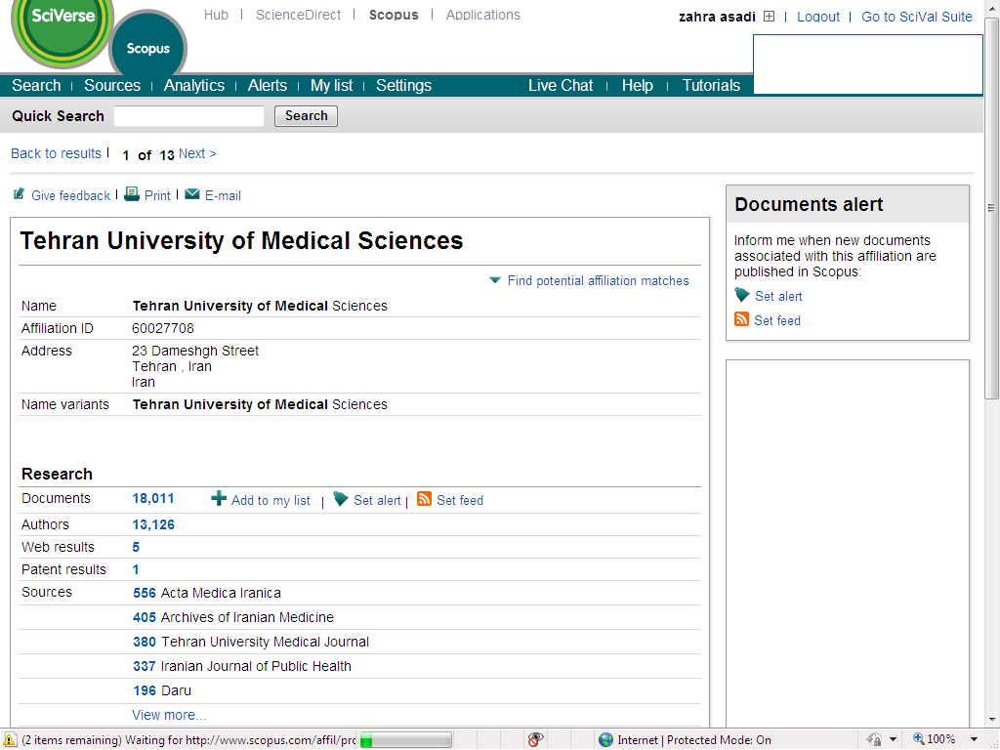 SciVerse
Hub | ScienceDirect | Scopus | Applications
zahra asadi | Logout | Go to SciVal Suite
Scopus
Search | Sources | Analytics | Alerts | My list | Settings
Live Chat | Help | Tutorials
Quick Search Search
Back to results | 1 of 13 Next >
Give feedback | Print | E-mail
Tehran University of Medical Sciences
Find potential affiliation matches
Name Tehran University of Medical Sciences
Affiliation ID 60027708
Address 23 Dameshgh Street
Tehran , Iran
Iran
Name variants Tehran University of Medical Sciences
Research
Documents 18,011 Add to my list | Set alert | Set feed
Authors 13,126
Web results 5
Patent results 1
Sources 556 Acta Medica Iranica
405 Archives of Iranian Medicine
380 Tehran University Medical Journal
337 Iranian Journal of Public Health
196 Daru
View more...
Documents alert
Inform me when new documents
associated with this affiliation are
published in Scopus:
Set alert
Set feed
(2 items remaining) Waiting for http://www.scopus.com/affil/prc Internet | Protected Mode: On 100%